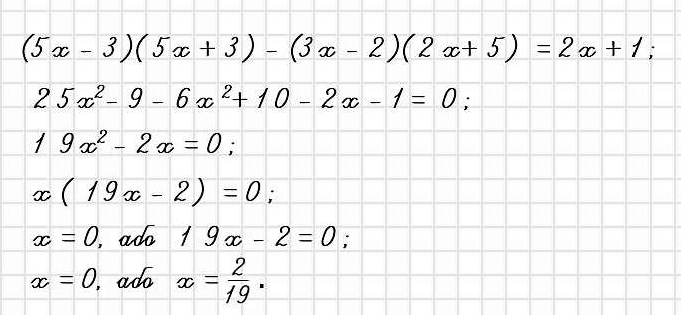 (5x - 3)(5x + 3) - (3x - 2)(2x + 5) = 2x + 1;
25x² - 9 - 6x² + 10 - 2x - 1 = 0;
19x² - 2x = 0;
x(19x - 2) = 0;
x = 0, або 19x - 2 = 0;
x = 0, або x = 2/19.